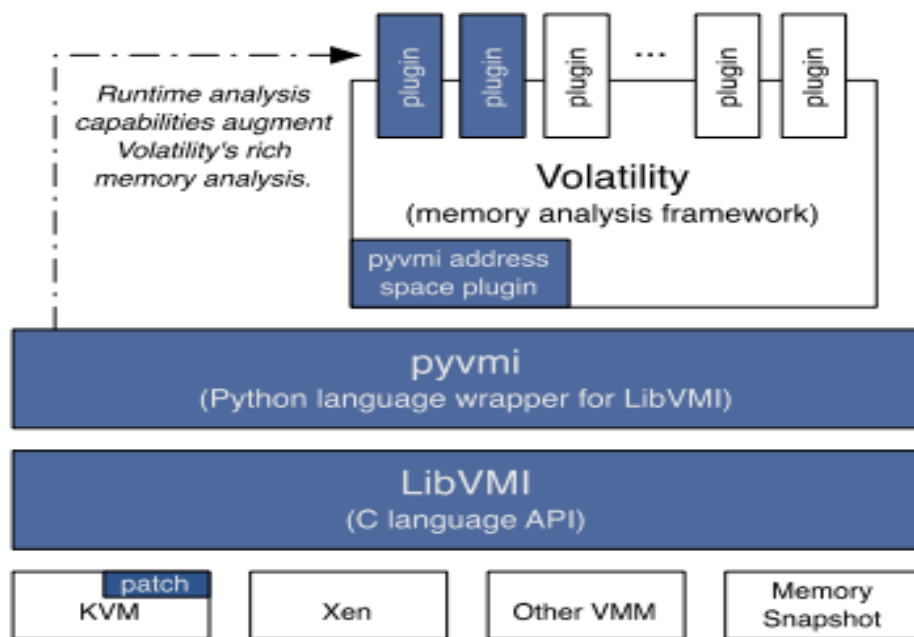 plugin
plugin
plugin
...
plugin
plugin
Runtime analysis
capabilities augment
Volatility's rich
memory analysis.
Volatility
(memory analysis framework)
pyvmi address
space plugin
pyvmi
(Python language wrapper for LibVMI)
LibVMI
(C language API)
patch
KVM
Xen
Other VMM
Memory
Snapshot